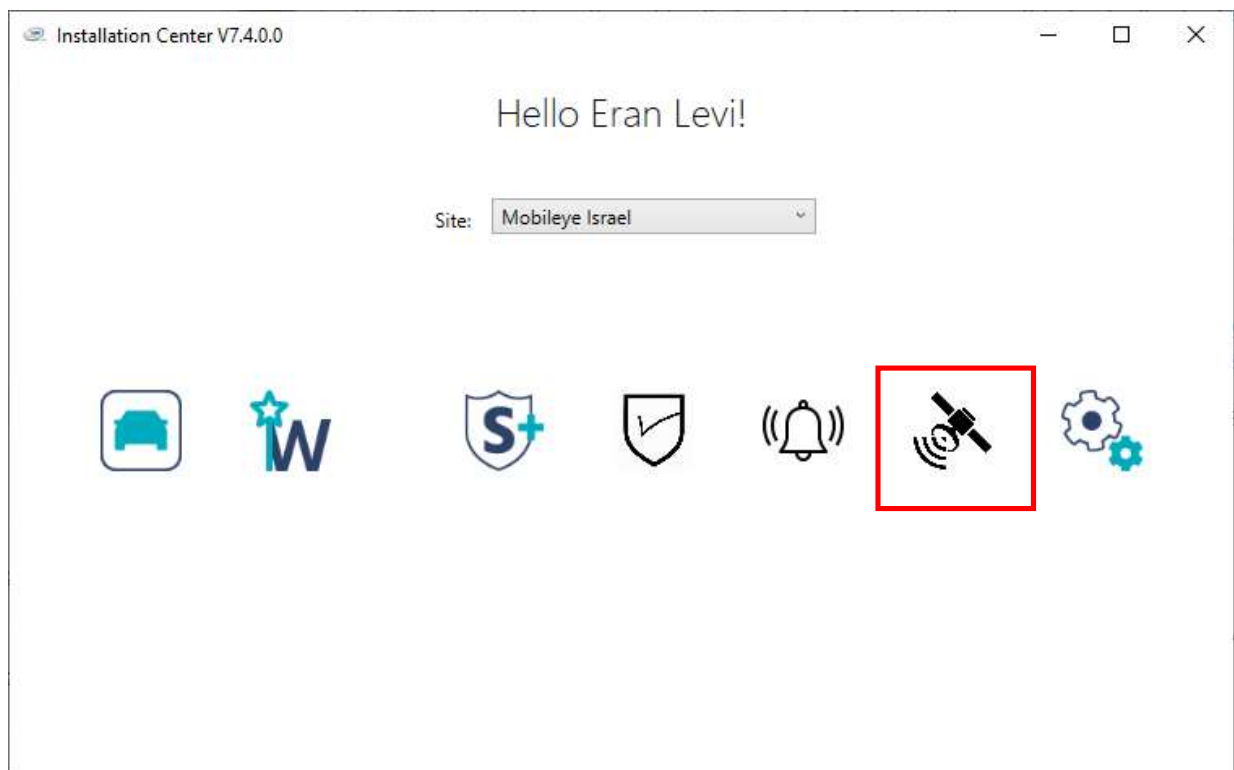 Installation Center V7.4.0.0
Hello Eran Levi!
Site: Mobileye Israel
W
S+